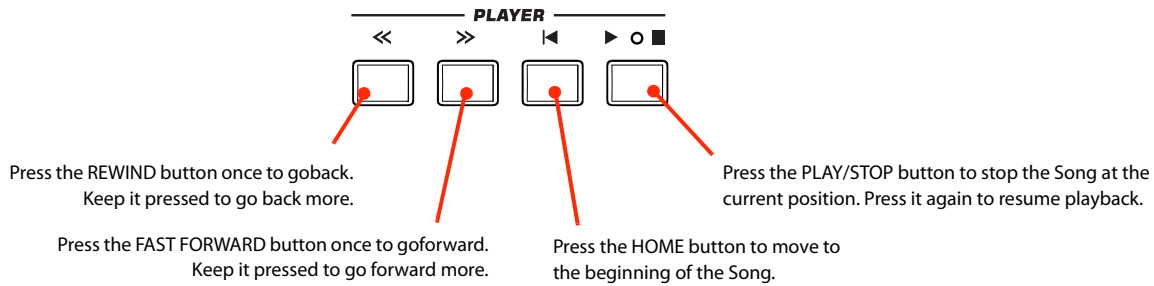 PLAYER
Press the REWIND button once to goback.
Keep it pressed to go back more.
Press the PLAY/STOP button to stop the Song at the
current position. Press it again to resume playback.
Press the FAST FORWARD button once to goforward.
Keep it pressed to go forward more.
Press the HOME button to move to
the beginning of the Song.